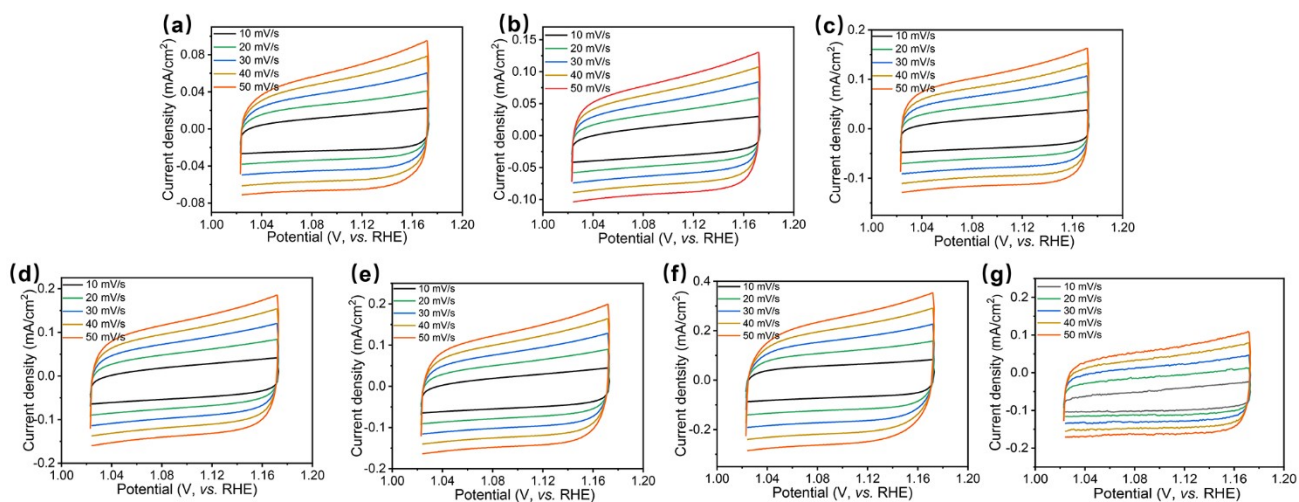 (a)
10 mV/s
20 mV/s
30 mV/s
40 mV/s
50 mV/s
0.08
0.04
0.00
-0.04
-0.08
Current density (mA/cm²)
1.00 1.04 1.08 1.12 1.16 1.20
Potential (V, vs. RHE)
(b)
10 mV/s
20 mV/s
30 mV/s
40 mV/s
50 mV/s
0.15
0.10
0.05
0.00
-0.05
-0.10
Current density (mA/cm²)
1.00 1.04 1.08 1.12 1.16 1.20
Potential (V, vs. RHE)
(c)
10 mV/s
20 mV/s
30 mV/s
40 mV/s
50 mV/s
0.2
0.1
0.0
-0.1
Current density (mA/cm²)
1.00 1.04 1.08 1.12 1.16 1.20
Potential (V, vs. RHE)
(d)
10 mV/s
20 mV/s
30 mV/s
40 mV/s
50 mV/s
0.2
0.1
0.0
-0.1
-0.2
Current density (mA/cm²)
1.00 1.04 1.08 1.12 1.16 1.20
Potential (V, vs. RHE)
(e)
10 mV/s
20 mV/s
30 mV/s
40 mV/s
50 mV/s
0.2
0.1
0.0
-0.1
-0.2
Current density (mA/cm²)
1.00 1.04 1.08 1.12 1.16 1.20
Potential (V, vs. RHE)
(f)
10 mV/s
20 mV/s
30 mV/s
40 mV/s
50 mV/s
0.4
0.2
0.0
-0.2
Current density (mA/cm²)
1.00 1.04 1.08 1.12 1.16 1.20
Potential (V, vs. RHE)
(g)
10 mV/s
20 mV/s
30 mV/s
40 mV/s
50 mV/s
0.2
0.1
0.0
-0.1
-0.2
Current density (mA/cm²)
1.00 1.04 1.08 1.12 1.16 1.20
Potential (V, vs. RHE)